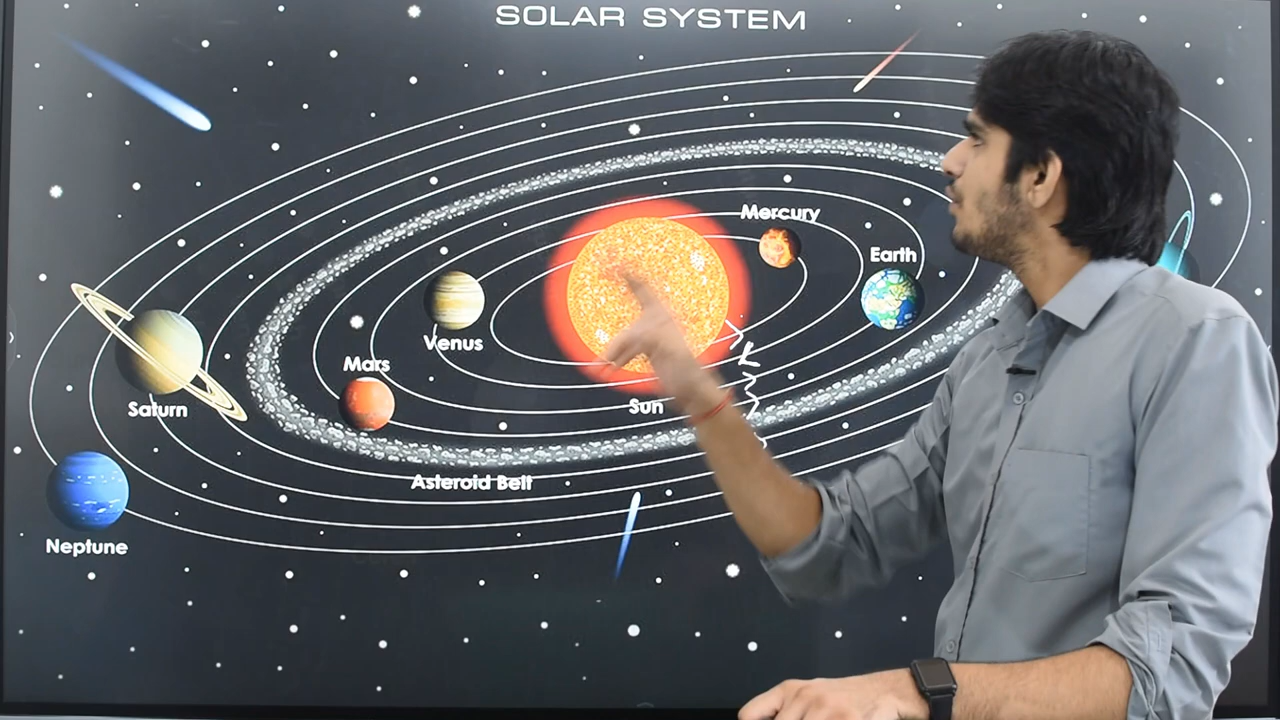 SOLAR SYSTEM
Mercury
Earth
Venus
Mars
Sun
Saturn
Asteroid Belt
Neptune